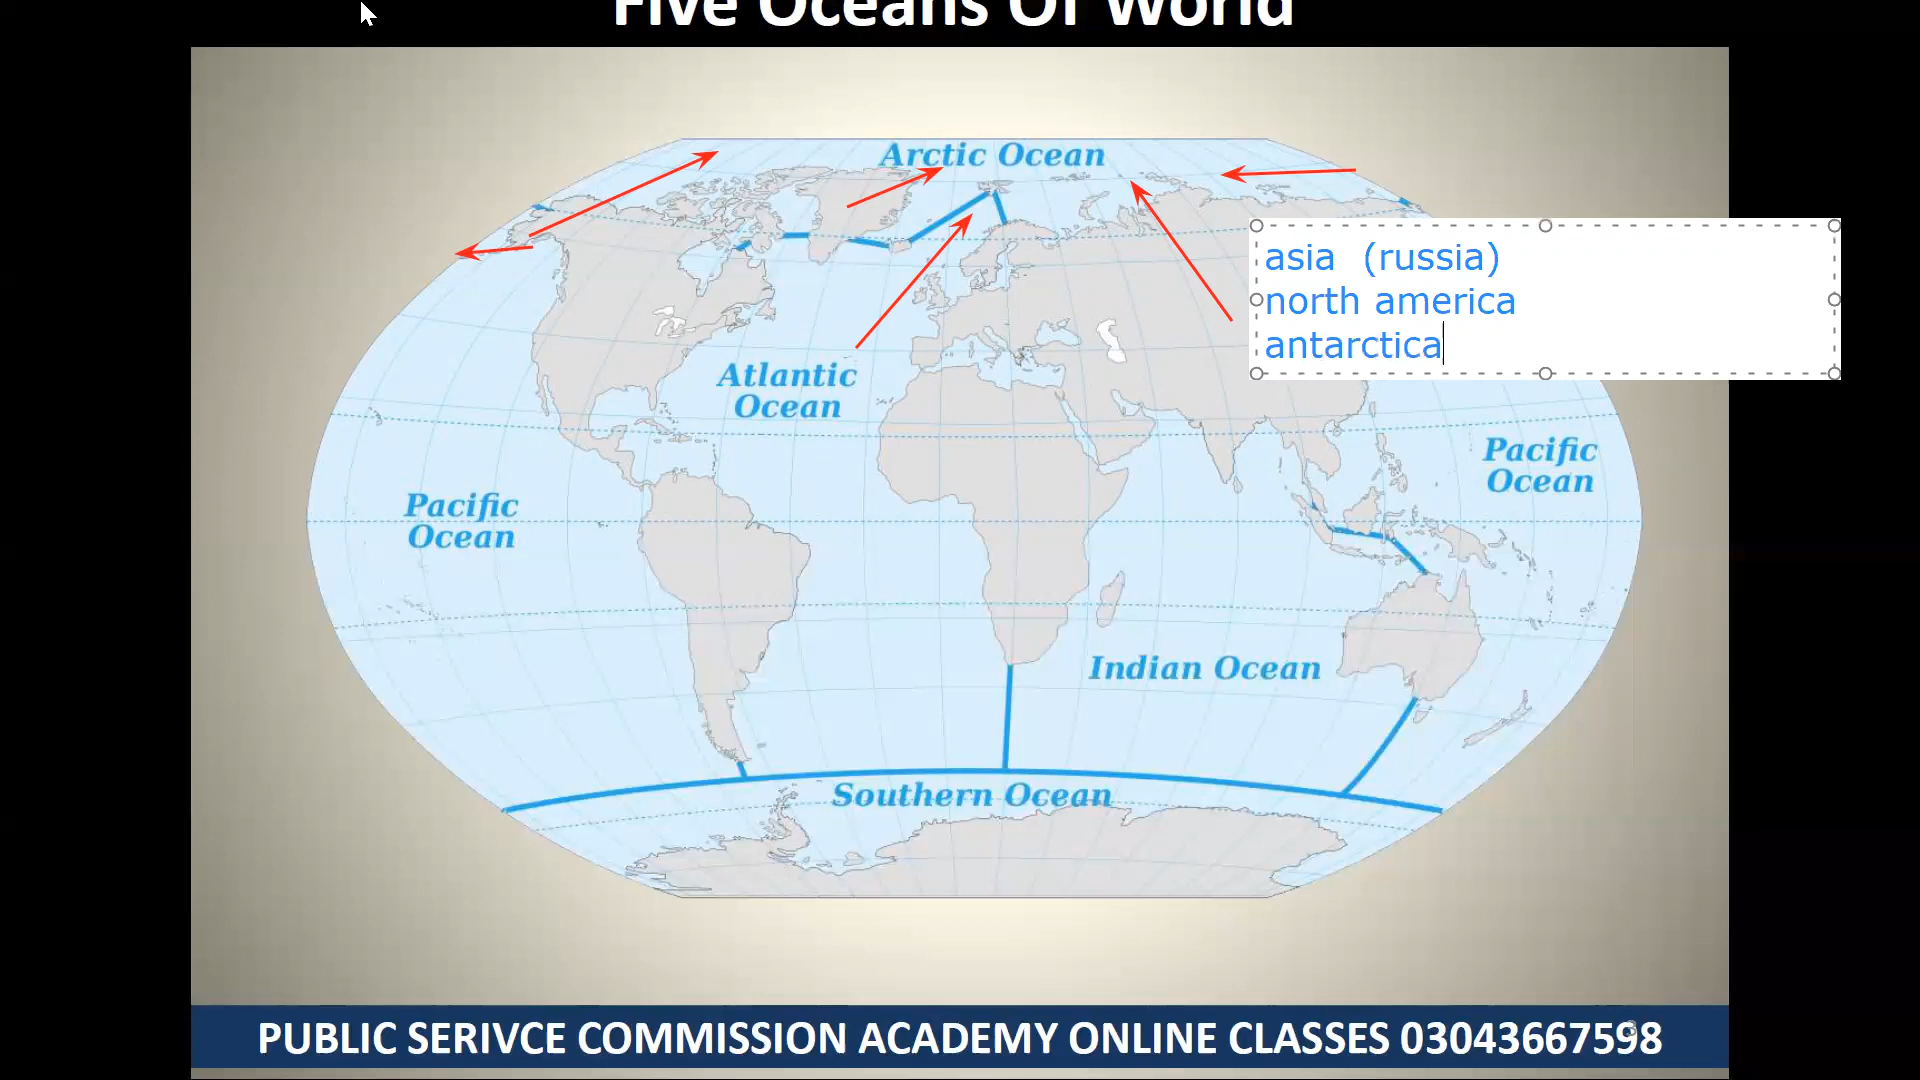 Five Oceans Of World
Arctic Ocean
asia (russia)
north america
antarctica
Atlantic
Ocean
Pacific
Ocean
Pacific
Ocean
Indian Ocean
Southern Ocean
PUBLIC SERIVCE COMMISSION ACADEMY ONLINE CLASSES 03043667598
3